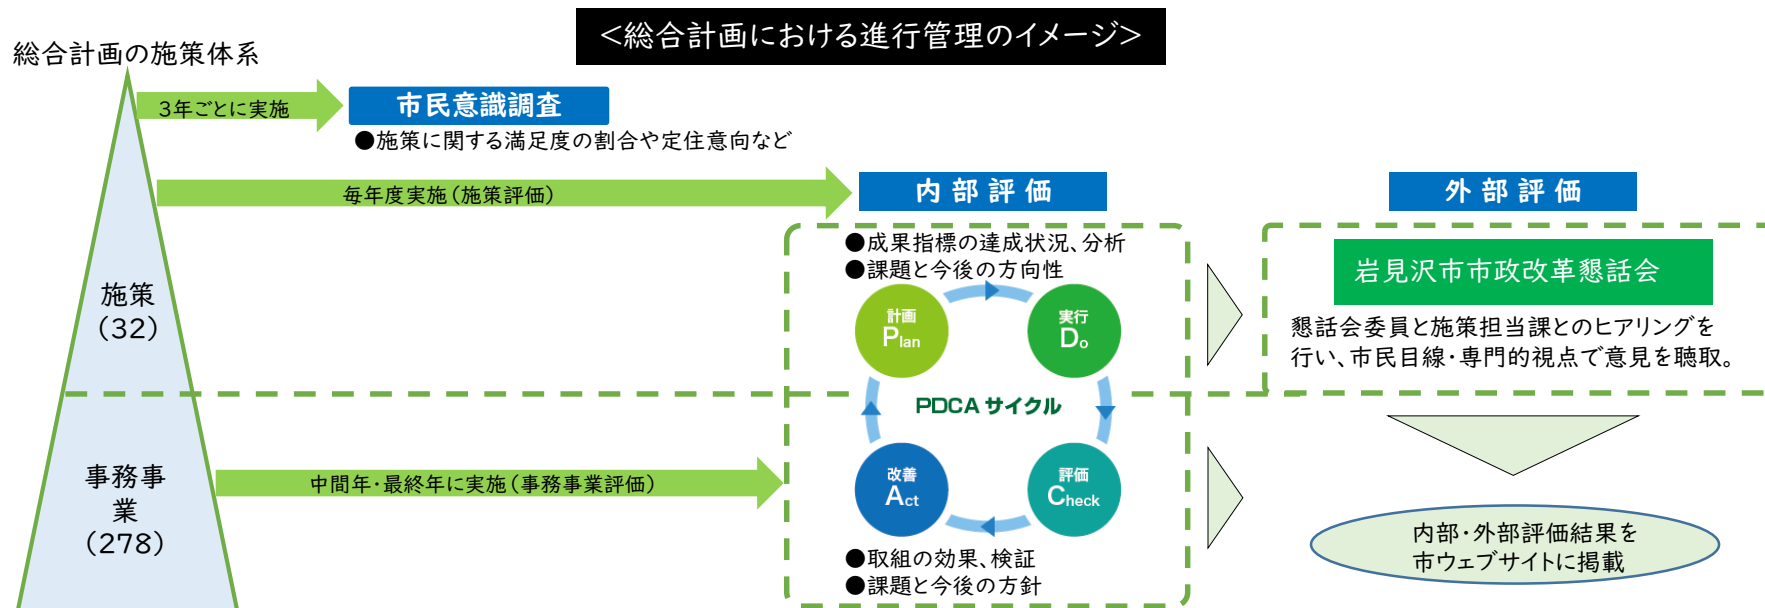 <総合計画における進行管理のイメージ>
総合計画の施策体系
3年ごとに実施
市民意識調査
●施策に関する満足度の割合や定住意向など
毎年度実施(施策評価)
内部評価
外部評価
●成果指標の達成状況、分析
●課題と今後の方向性
岩見沢市市政改革懇話会
懇話会委員と施策担当課とのヒアリングを
行い、市民目線・専門的視点で意見を聴取。
施策
(32)
計画
Plan
実行
Do
PDCAサイクル
事務事
業
(278)
中間年・最終年に実施(事務事業評価)
改善
Act
評価
Check
●取組の効果、検証
●課題と今後の方針
内部・外部評価結果を
市ウェブサイトに掲載